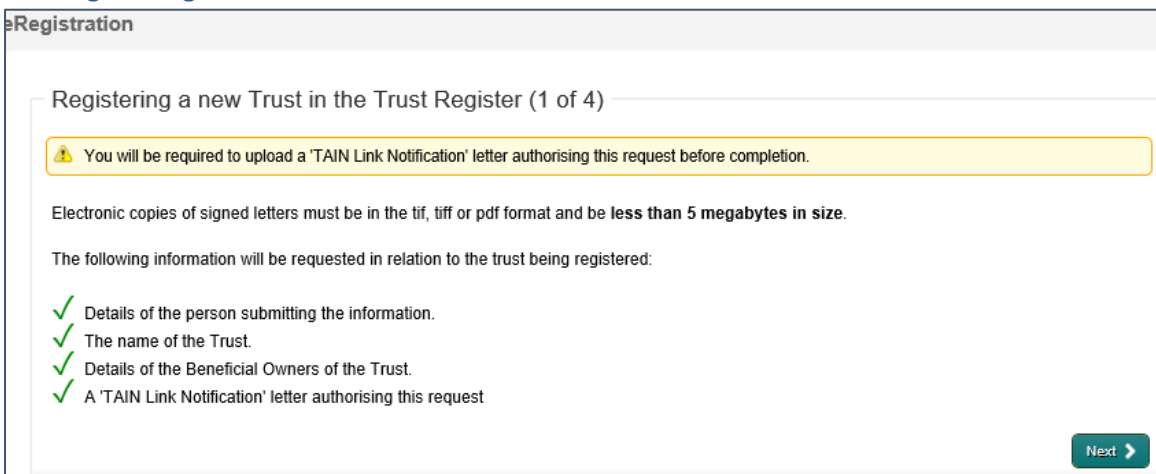 eRegistration
Registering a new Trust in the Trust Register (1 of 4)
You will be required to upload a 'TAIN Link Notification' letter authorising this request before completion.
Electronic copies of signed letters must be in the tif, tiff or pdf format and be less than 5 megabytes in size.
The following information will be requested in relation to the trust being registered:
Details of the person submitting the information.
The name of the Trust.
Details of the Beneficial Owners of the Trust.
A 'TAIN Link Notification' letter authorising this request
Next